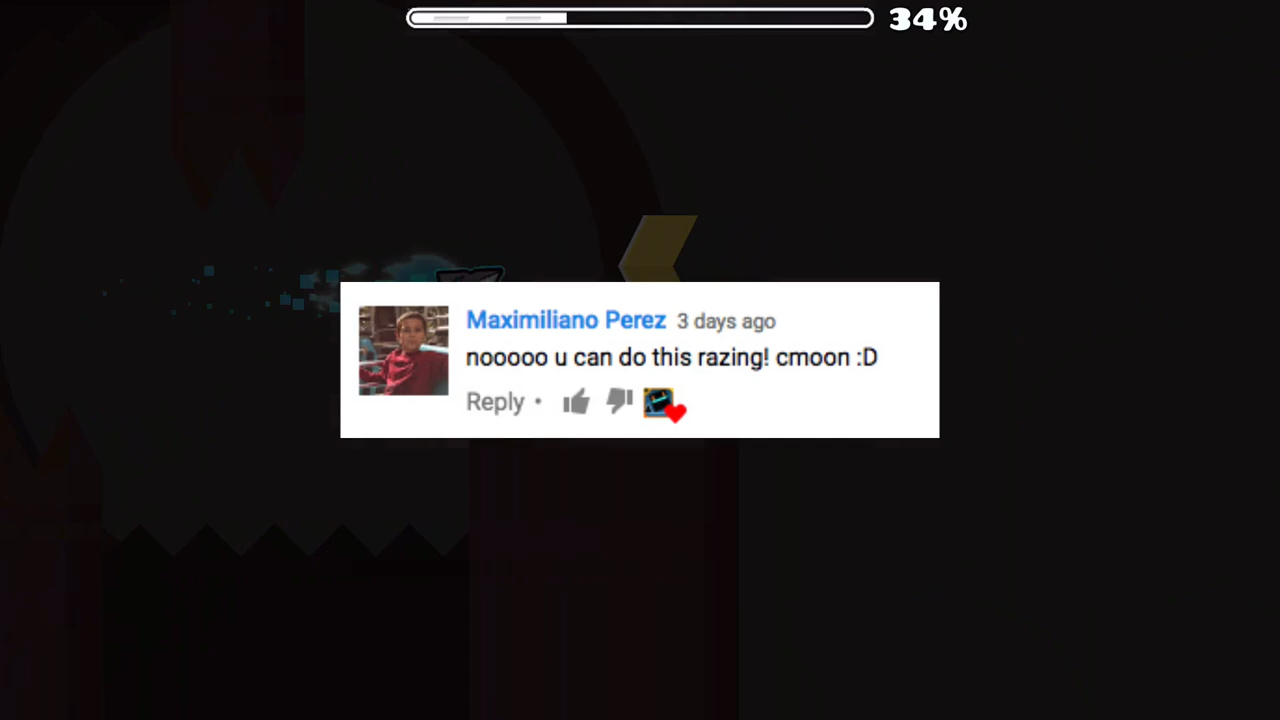 34%
Maximiliano Perez 3 days ago
nooooo u can do this razing! cmoon :D
Reply •